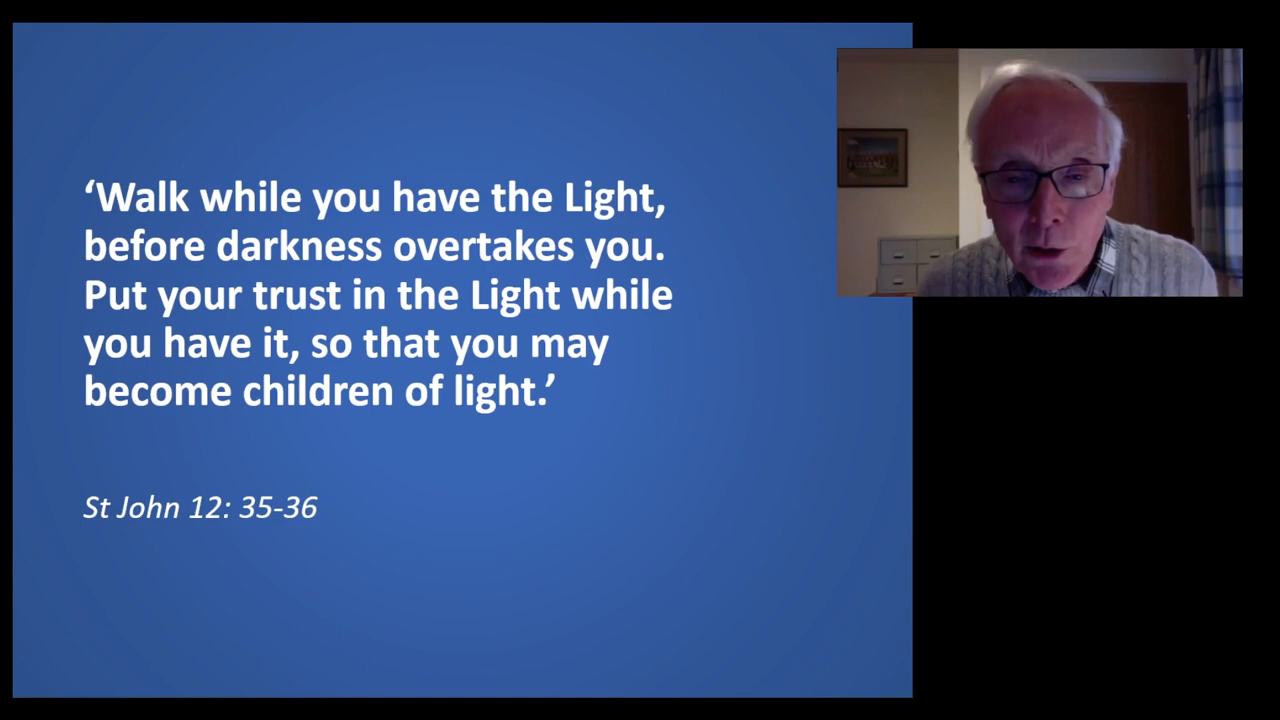 ‘Walk while you have the Light,
before darkness overtakes you.
Put your trust in the Light while
you have it, so that you may
become children of light.’
St John 12: 35-36